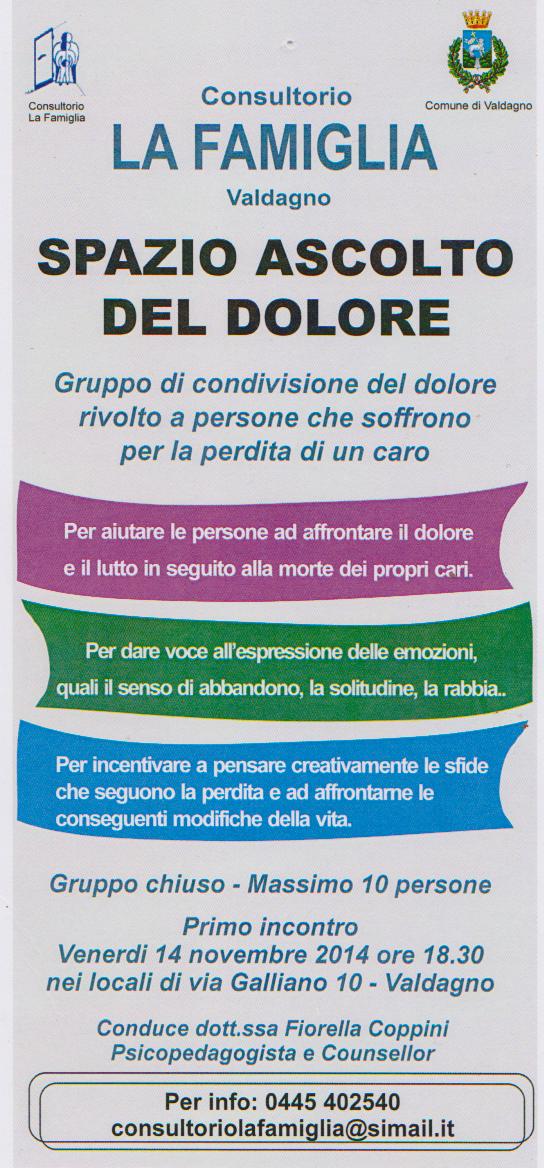 Consultorio
La Famiglia
Comune di Valdagno
Consultorio
LA FAMIGLIA
Valdagno
SPAZIO ASCOLTO
DEL DOLORE
Gruppo di condivisione del dolore
rivolto a persone che soffrono
per la perdita di un caro
Per aiutare le persone ad affrontare il dolore
e il lutto in seguito alla morte dei propri cari.
Per dare voce all'espressione delle emozioni,
quali il senso di abbandono, la solitudine, la rabbia..
Per incentivare a pensare creativamente le sfide
che seguono la perdita e ad affrontarne le
conseguenti modifiche della vita.
Gruppo chiuso - Massimo 10 persone
Primo incontro
Venerdi 14 novembre 2014 ore 18.30
nei locali di via Galliano 10 - Valdagno
Conduce dott.ssa Fiorella Coppini
Psicopedagogista e Counsellor
Per info: 0445 402540
consultoriolafamiglia@simail.it